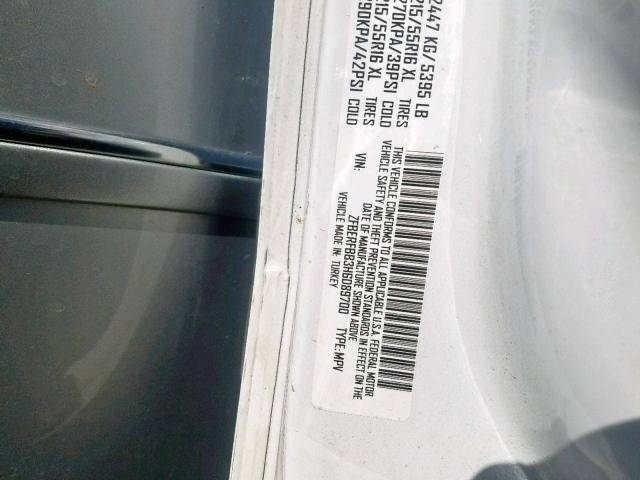 2447 KG/5395 LB
215/55R16 XL TIRES
270KPA/39PSI COLD
215/55R16 XL TIRES
290KPA/42PSI COLD
THIS VEHICLE CONFORMS TO ALL APPLICABLE U.S.A. FEDERAL MOTOR
VEHICLE SAFETY AND THEFT PREVENTION STANDARDS IN EFFECT ON THE
DATE OF MANUFACTURE SHOWN ABOVE
VIN: ZFBERFBB3H6D89700 TYPE:MPV
VEHICLE MADE IN: TURKEY